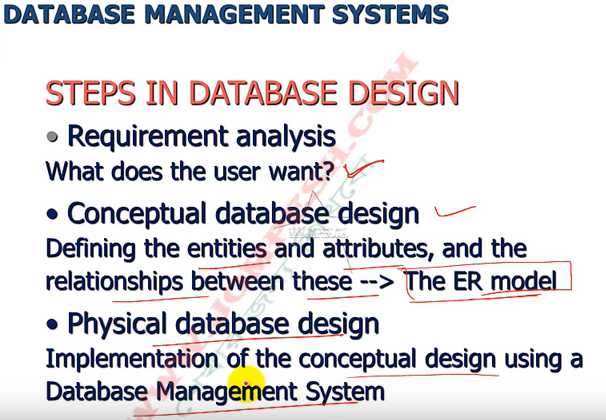 DATABASE MANAGEMENT SYSTEMS
STEPS IN DATABASE DESIGN
• Requirement analysis
What does the user want?
• Conceptual database design
Defining the entities and attributes, and the
relationships between these --> The ER model
• Physical database design
Implementation of the conceptual design using a
Database Management System